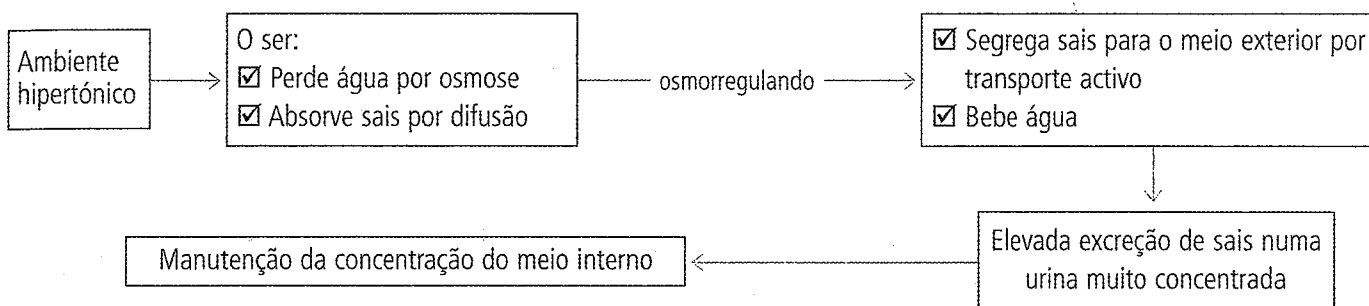 Ambiente
hipertónico
O ser:
☑ Perde água por osmose
☑ Absorve sais por difusão
osmorregulando
☑ Segrega sais para o meio exterior por
transporte activo
☑ Bebe água
Elevada excreção de sais numa
urina muito concentrada
Manutenção da concentração do meio interno